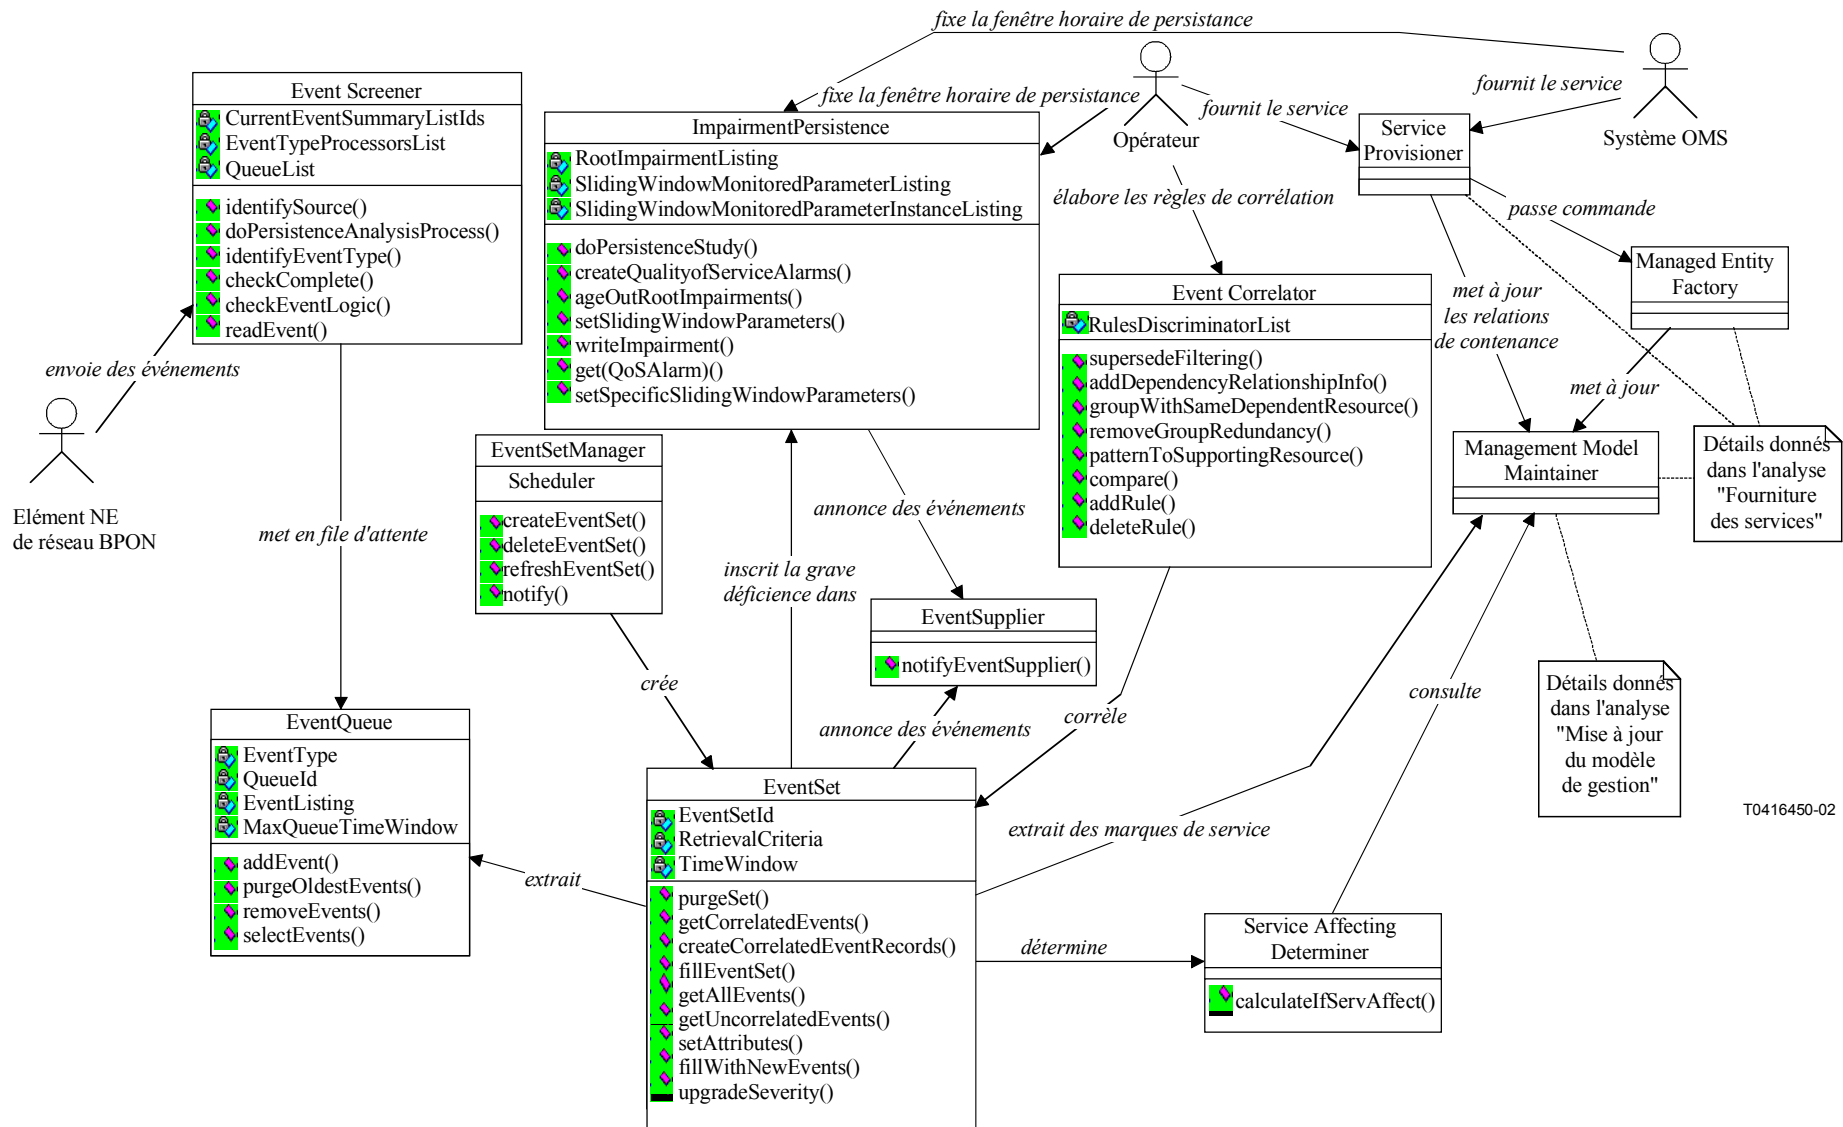 fixe la fenêtre horaire de persistance
Event Screener
CurrentEventSummaryListIds
EventTypeProcessorsList
QueueList
identifySource()
doPersistenceAnalysisProcess()
identifyEventType()
checkComplete()
checkEventLogic()
readEvent()
fixe la fenêtre horaire de persistance
ImpairmentPersistence
RootImpairmentListing
SlidingWindowMonitoredParameterListing
SlidingWindowMonitoredParameterInstanceListing
doPersistenceStudy()
createQualityofServiceAlarms()
ageOutRootImpairments()
setSlidingWindowParameters()
writeImpairment()
get(QoSAlarm)()
setSpecificSlidingWindowParameters()
Opérateur
fournit le service
fournit le service
Système OMS
Service
Provisioner
élabore les règles de corrélation
passe commande
Managed Entity
Factory
met à jour
les relations
de contenance
met à jour
Event Correlator
RulesDiscriminatorList
supersedeFiltering()
addDependencyRelationshipInfo()
groupWithSameDependentResource()
removeGroupRedundancy()
patternToSupportingResource()
compare()
addRule()
deleteRule()
Management Model
Maintainer
Détails donnés
dans l'analyse
"Fourniture
des services"
envoie des événements
Elément NE
de réseau BPON
met en file d'attente
EventSetManager
Scheduler
createEventSet()
deleteEventSet()
refreshEventSet()
notify()
inscrit la grave
déficience dans
annonce des événements
EventSupplier
notifyEventSupplier()
crée
annonce des événements
corrèle
consulte
Détails donnés
dans l'analyse
"Mise à jour
du modèle
de gestion"
T0416450-02
EventQueue
EventType
QueueId
EventListing
MaxQueueTimeWindow
addEvent()
purgeOldestEvents()
removeEvents()
selectEvents()
extrait
EventSet
EventSetId
RetrievalCriteria
TimeWindow
purgeSet()
getCorrelatedEvents()
createCorrelatedEventRecords()
fillEventSet()
getAllEvents()
getUncorrelatedEvents()
setAttributes()
fillWithNewEvents()
upgradeSeverity()
extrait des marques de service
détermine
Service Affecting
Determiner
calculateIfServAffect()